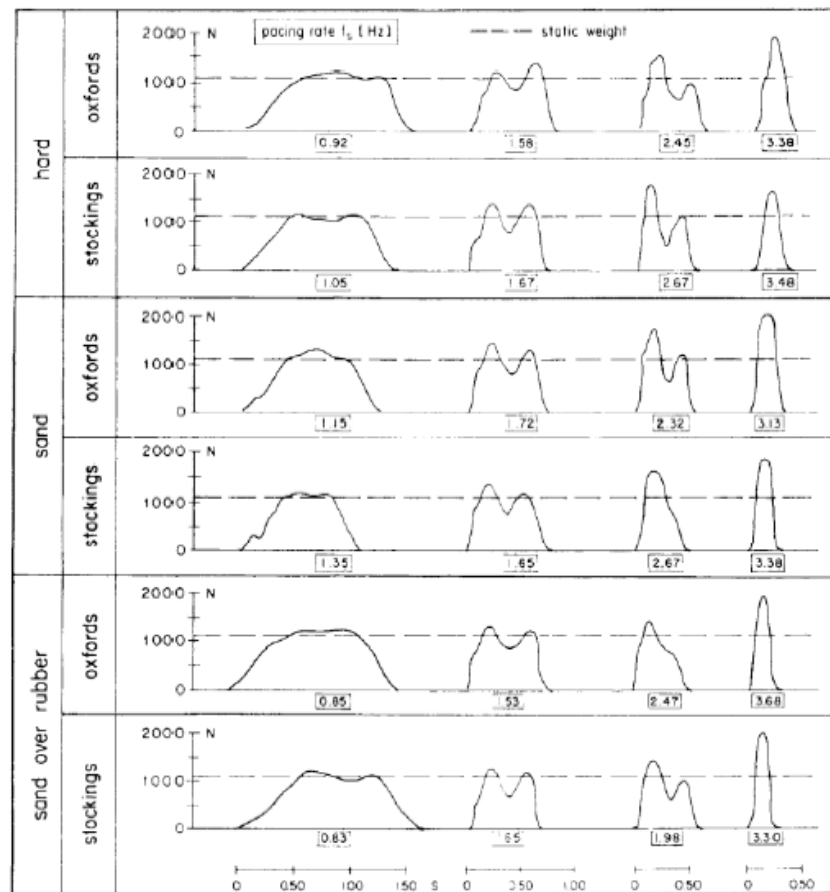 2000 N pacing rate fs [Hz] static weight
1000
0
hard
oxfords
0.92 1.58 2.45 3.38
2000 N
1000
0
stockings
1.05 1.67 2.67 3.48
2000 N
1000
0
sand
oxfords
1.15 1.72 2.32 3.13
2000 N
1000
0
stockings
1.35 1.65 2.67 3.38
2000 N
1000
0
sand over rubber
oxfords
0.85 1.53 2.47 3.68
2000 N
1000
0
stockings
0.83 1.65 1.98 3.30
0 0.50 1.00 1.50 S 0 0.50 1.00 0 0.50 0 0.50